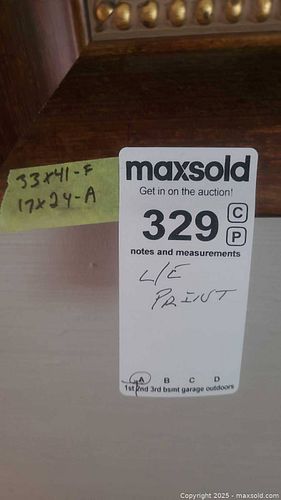 33x41-F
17x24-A
maxsold
Get in on the auction!
329
C
P
notes and measurements
L/E
PRINT
A B C D
1st 2nd 3rd bsmt garage outdoors
Copyright 2025 - maxsold.com